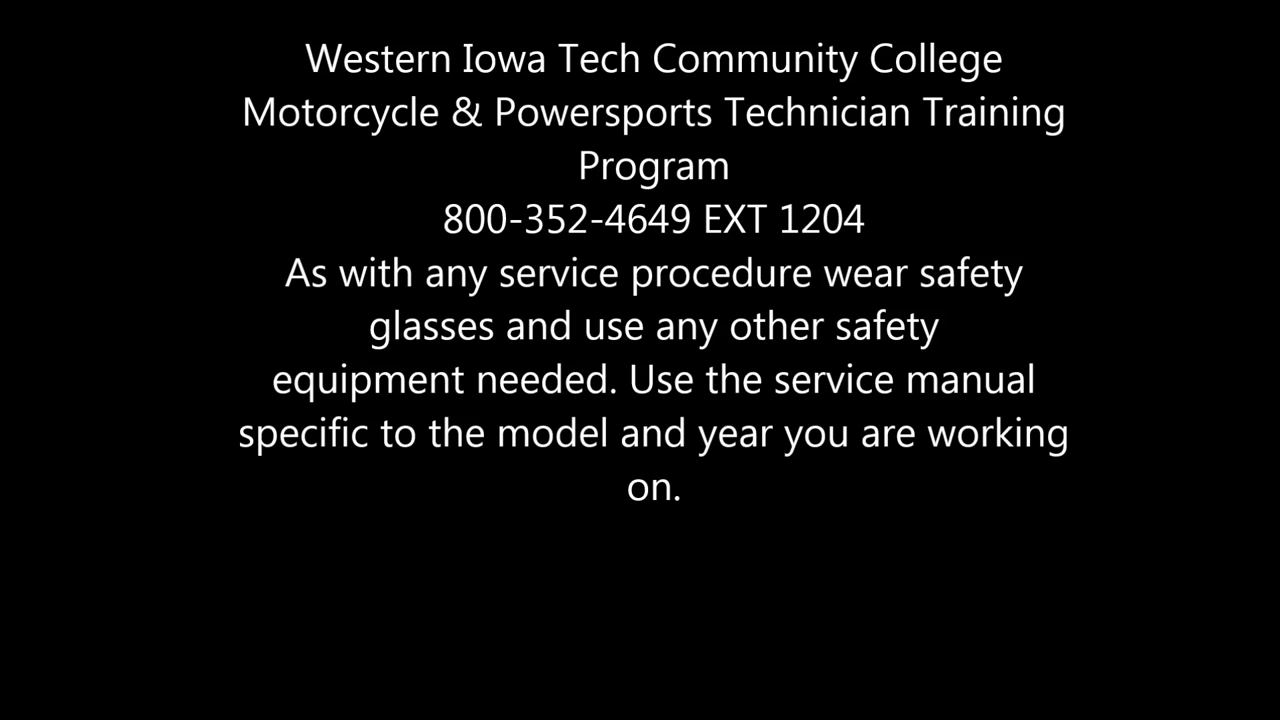 Western Iowa Tech Community College
Motorcycle & Powersports Technician Training
Program
800-352-4649 EXT 1204
As with any service procedure wear safety
glasses and use any other safety
equipment needed. Use the service manual
specific to the model and year you are working
on.